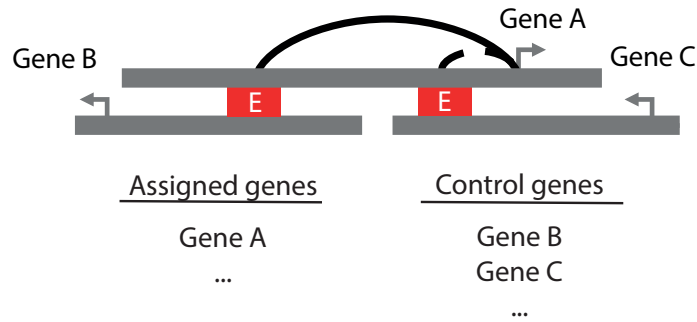 Gene A
Gene B
Gene C
E
E
Assigned genes
Control genes
Gene A
Gene B
Gene C
...
...